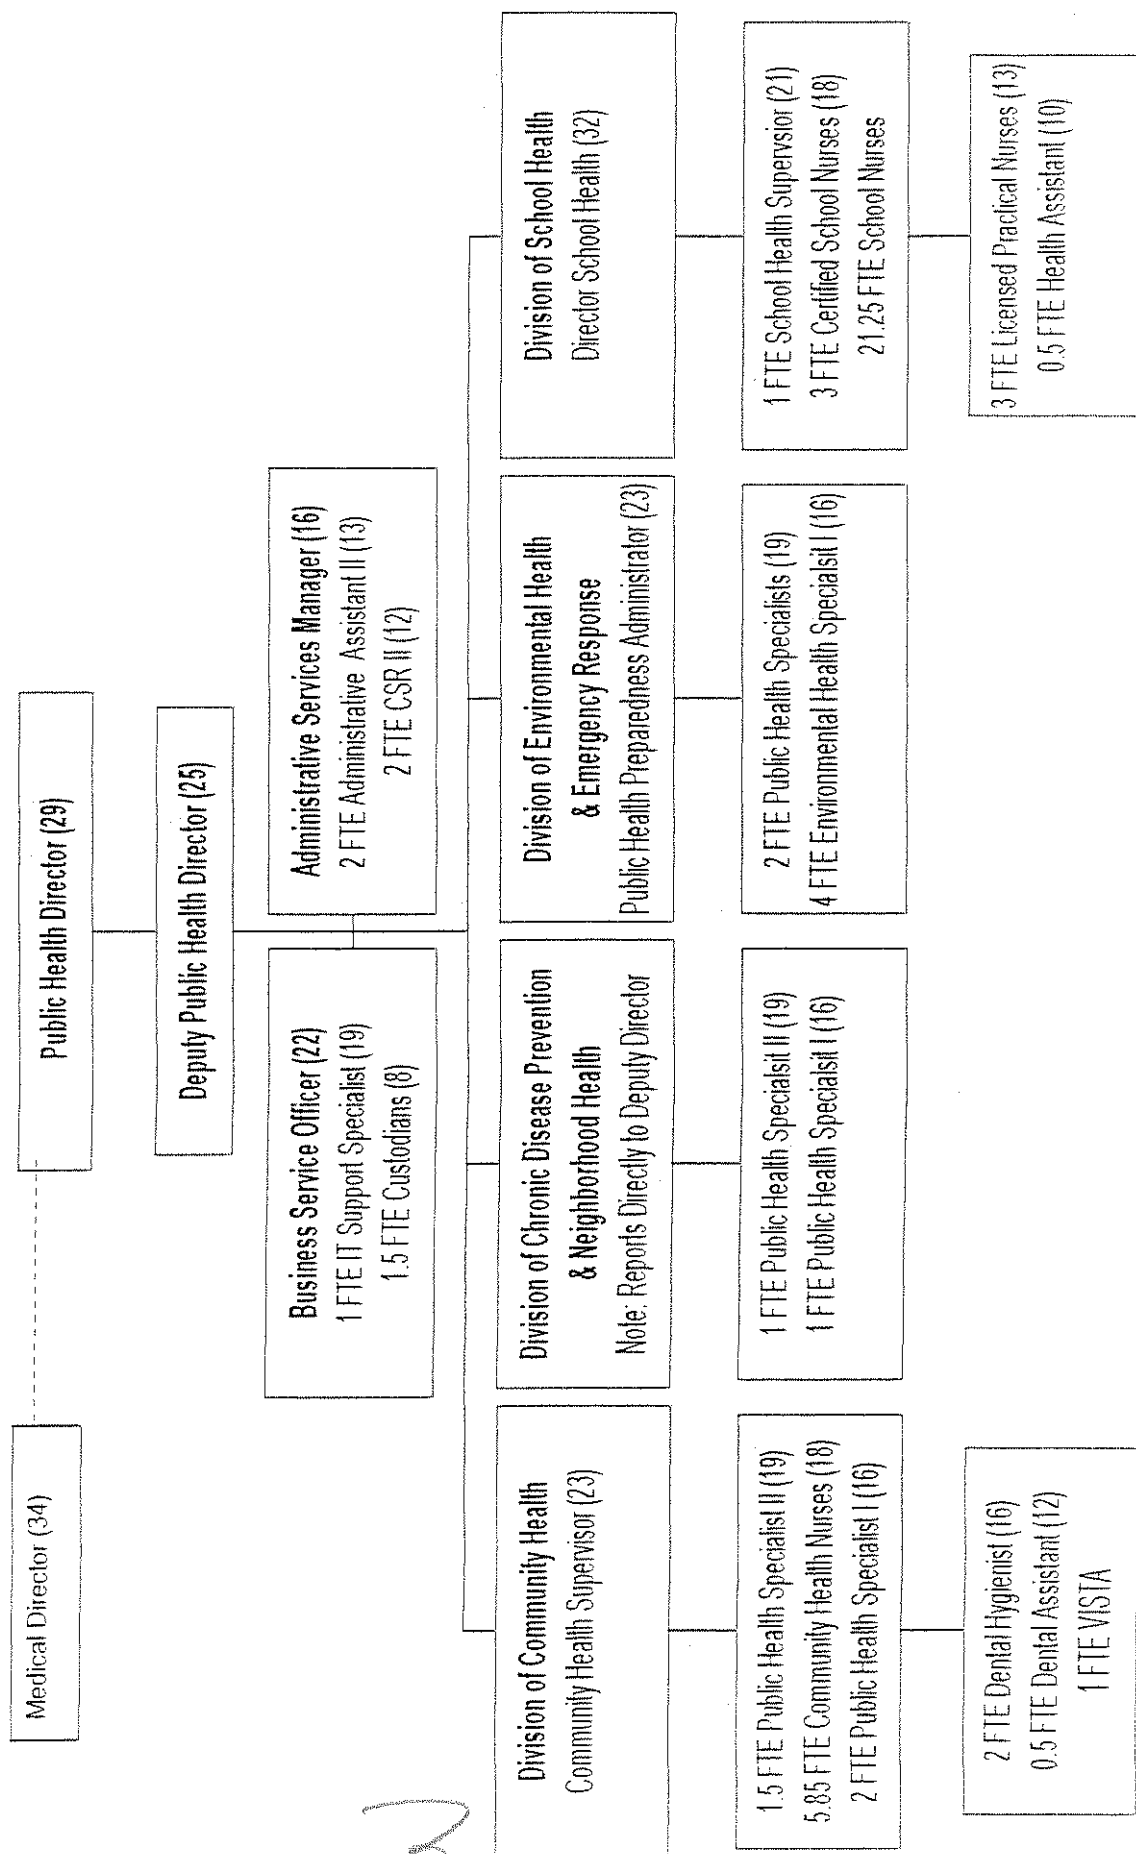 Medical Director (34)
Public Health Director (29)
Deputy Public Health Director (25)
Business Service Officer (22)
1 FTE IT Support Specialist (19)
1.5 FTE Custodians (8)
Administrative Services Manager (16)
2 FTE Administrative Assistant II (13)
2 FTE CSR II (12)
Division of Community Health
Community Health Supervisor (23)
Division of Chronic Disease Prevention
& Neighborhood Health
Note: Reports Directly to Deputy Director
Division of Environmental Health
& Emergency Response
Public Health Preparedness Administrator (23)
Division of School Health
Director School Health (32)
1.5 FTE Public Health Specialist II (19)
5.85 FTE Community Health Nurses (18)
2 FTE Public Health Specialist I (16)
1 FTE Public Health Specialsit II (19)
1 FTE Public Health Specialist I (16)
2 FTE Public Health Specialists (19)
4 FTE Environmental Health Specialsit I (16)
1 FTE School Health Supervsior (21)
3 FTE Certified School Nurses (18)
21.25 FTE School Nurses
2 FTE Dental Hygienist (16)
0.5 FTE Dental Assistant (12)
1 FTE VISTA
3 FTE Licensed Practical Nurses (13)
0.5 FTE Health Assistant (10)